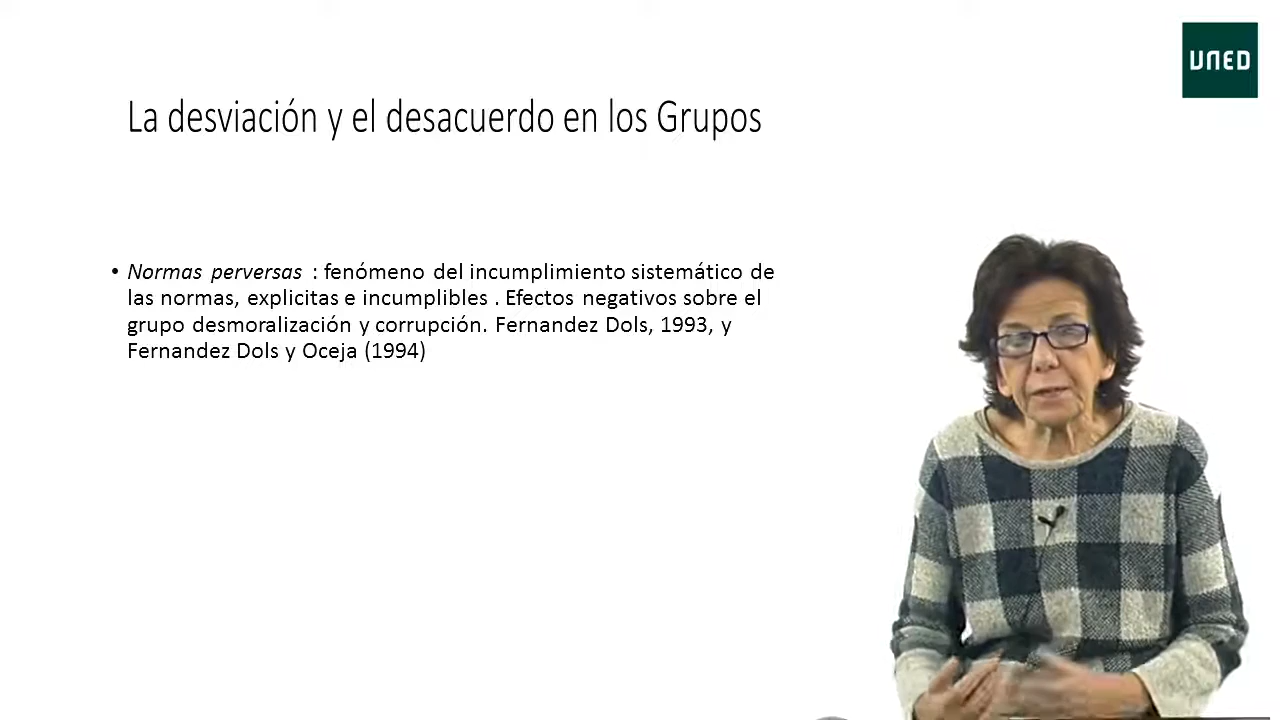 UNED
La desviación y el desacuerdo en los Grupos
• Normas perversas : fenómeno del incumplimiento sistemático de
las normas, explicitas e incumplibles . Efectos negativos sobre el
grupo desmoralización y corrupción. Fernandez Dols, 1993, y
Fernandez Dols y Oceja (1994)